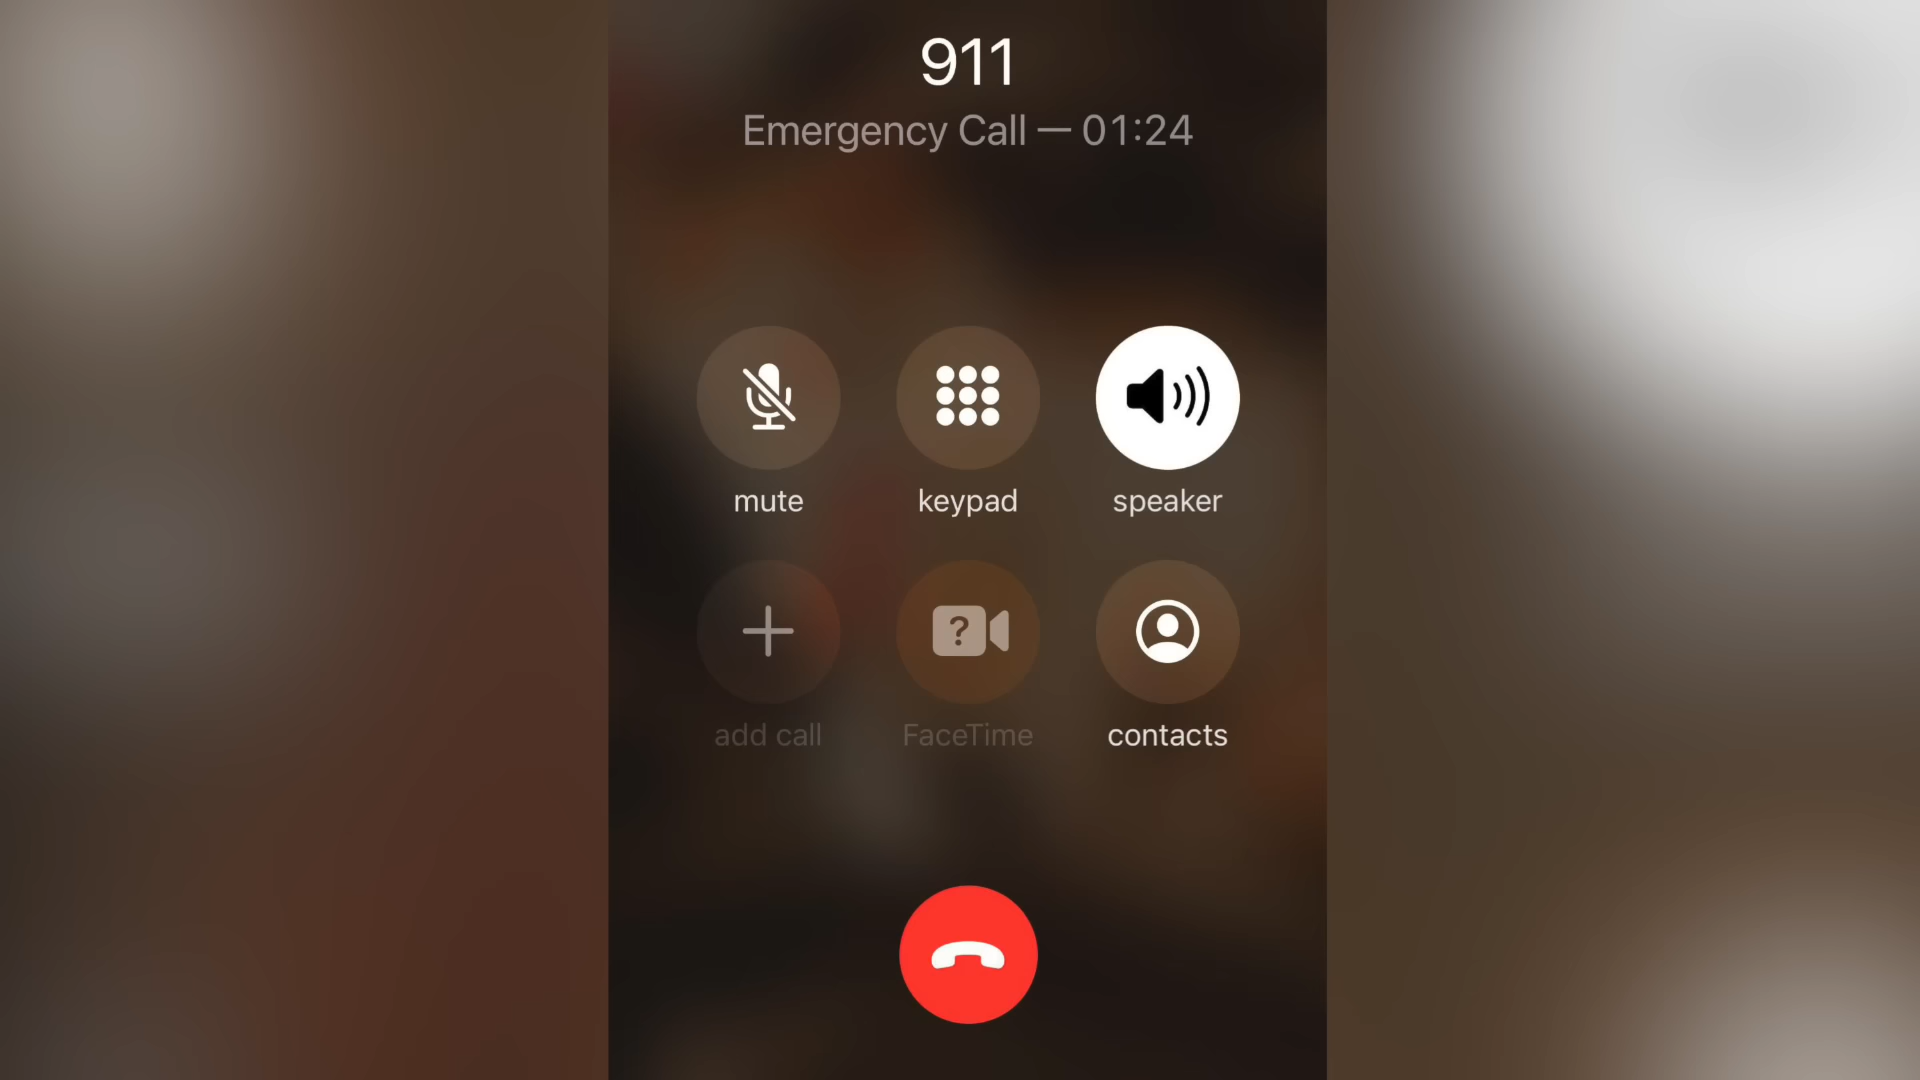 911
Emergency Call — 01:24
mute
keypad
speaker
add call
?
FaceTime
contacts